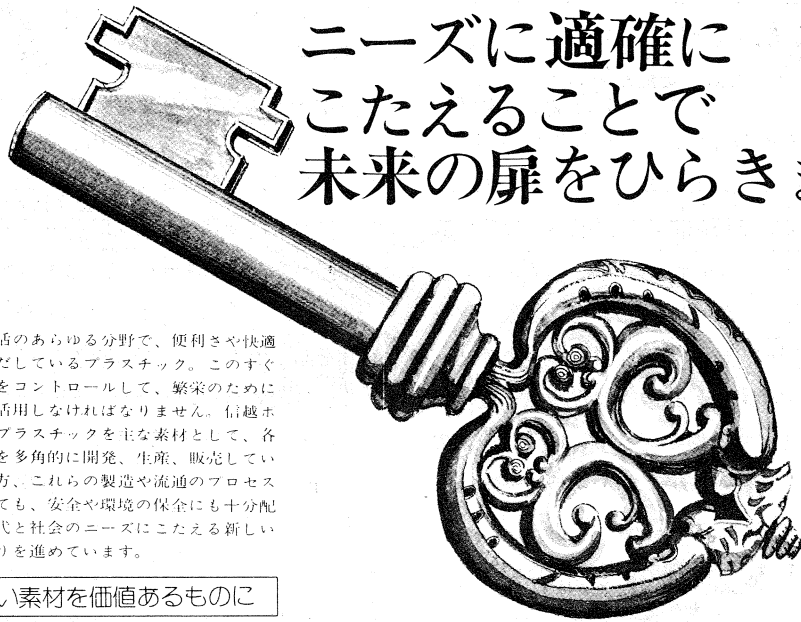 ニーズに適確に
こたえることで
未来の扉をひらきま
活のあらゆる分野で、便利さや快適
だしているプラスチック。このすぐ
をコントロールして、繁栄のために
活用しなければなりません。信越ホ
プラスチックを主な素材として、各
を多角的に開発、生産、販売してい
方、これらの製造や流通のプロセス
ても、安全や環境の保全にも十分配
代と社会のニーズにこたえる新しい
りを進めています。
い素材を価値あるものに